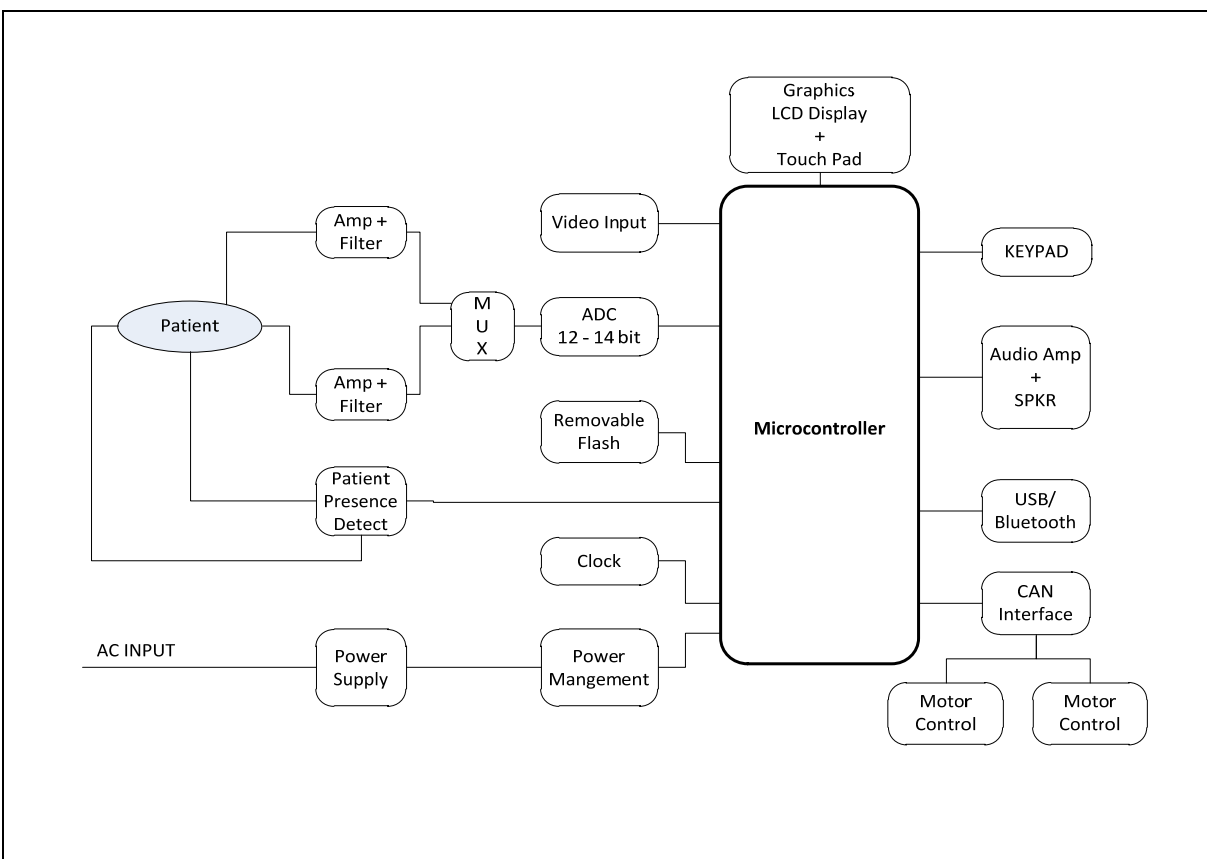 Graphics
LCD Display
+
Touch Pad
Amp +
Filter
Video Input
KEYPAD
M
U
X
ADC
12 - 14 bit
Patient
Audio Amp
+
SPKR
Amp +
Filter
Removable
Flash
Microcontroller
Patient
Presence
Detect
USB/
Bluetooth
Clock
CAN
Interface
AC INPUT
Power
Supply
Power
Mangement
Motor
Control
Motor
Control